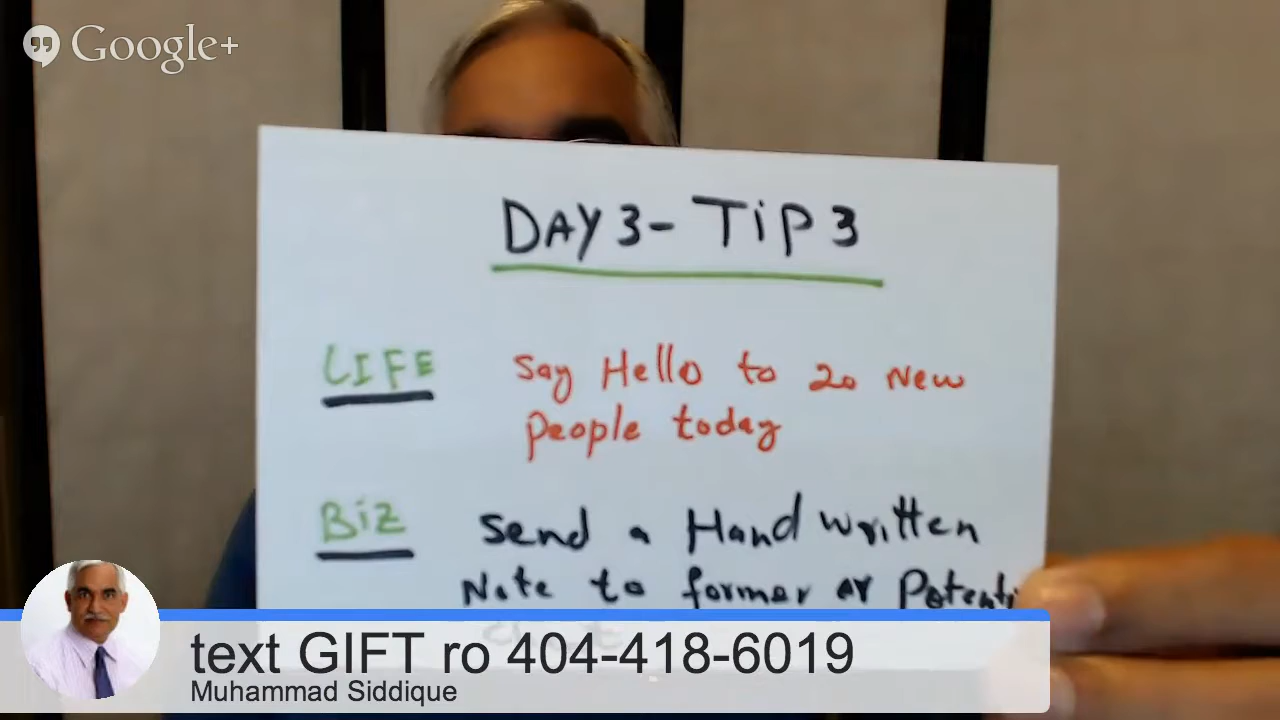 Google+
DAY 3 - TiP 3
LIFE
Say Hello to 20 New
People today
BiZ
Send a Hand written
Note to former or
text GIFT ro 404-418-6019
Muhammad Siddique